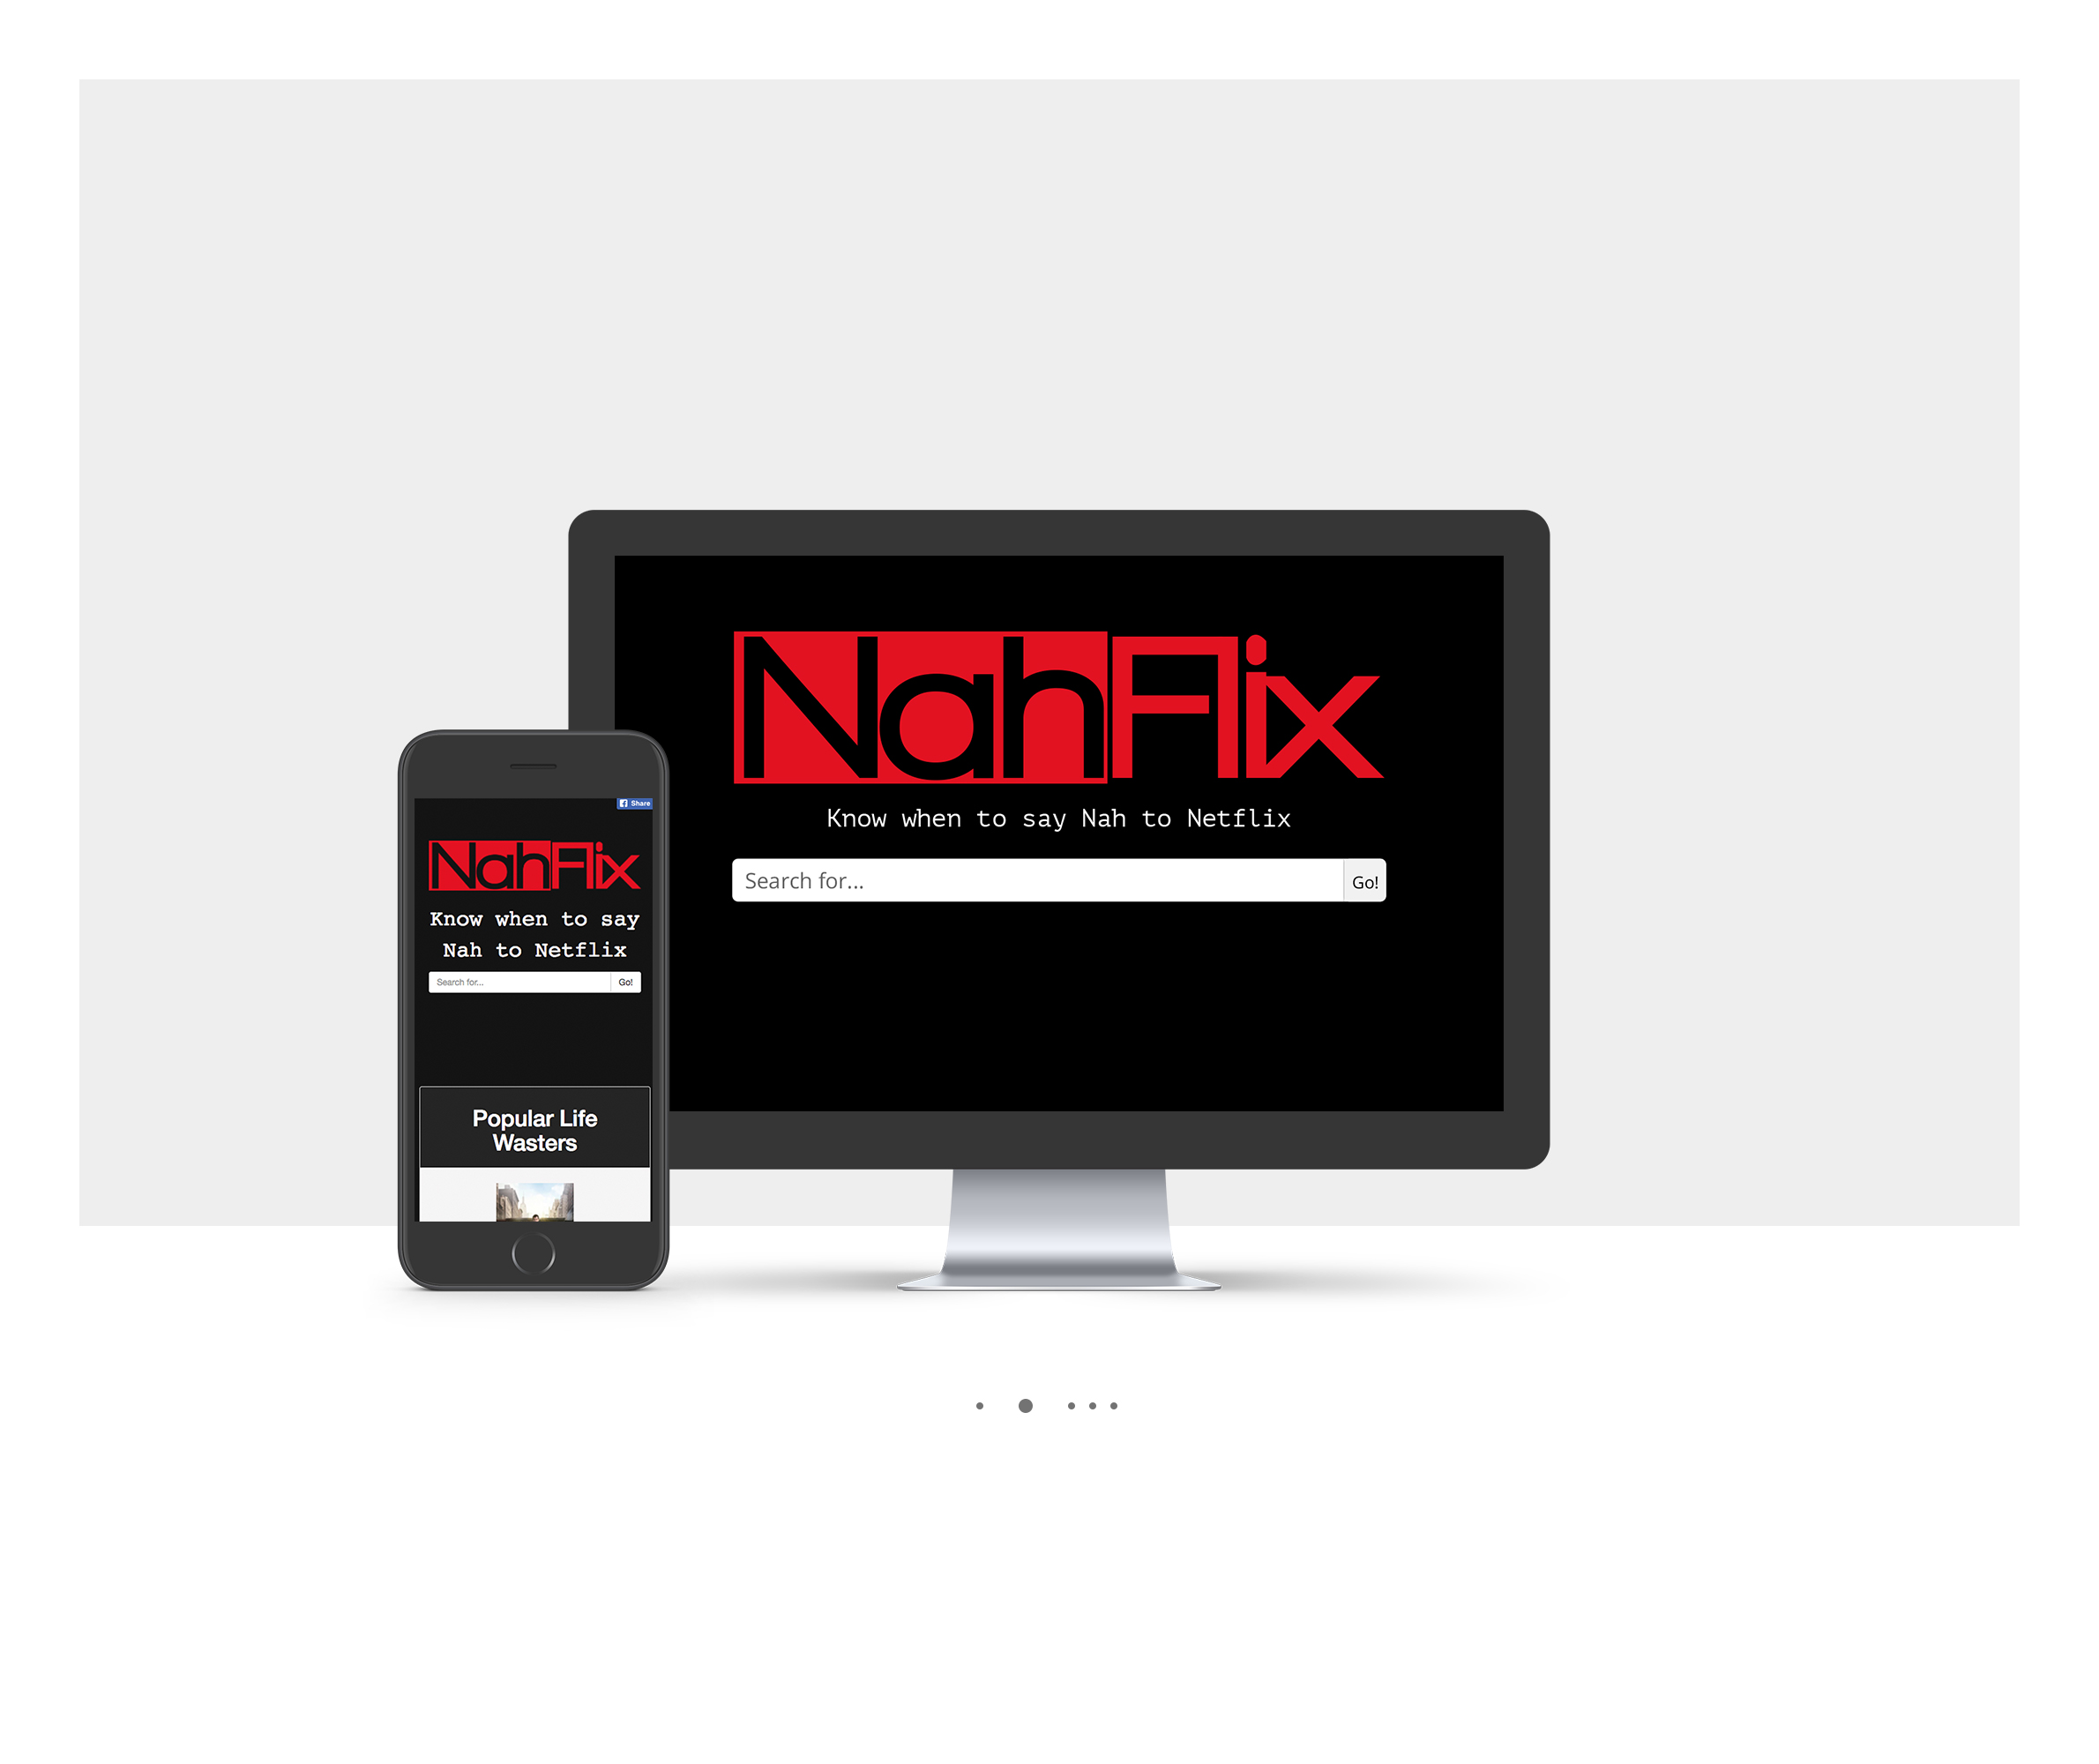 NahFlix
Know when to say Nah to Netflix
Search for...
Go!
Share
NahFlix
Know when to say
Nah to Netflix
Search for...
Go!
Popular Life
Wasters